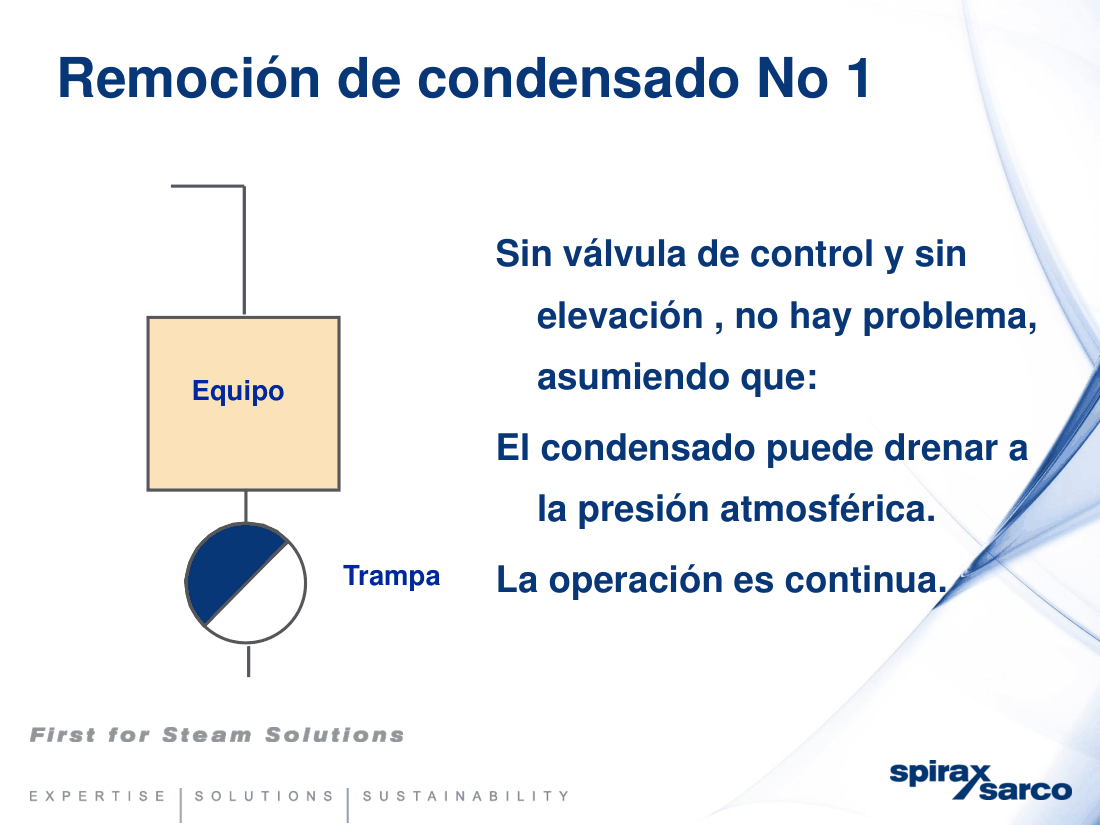 Remoción de condensado No 1
Sin válvula de control y sin
elevación , no hay problema,
asumiendo que:
Equipo
El condensado puede drenar a
la presión atmosférica.
Trampa
La operación es continua.
First for Steam Solutions
EXPERTISE
SOLUTIONS
SUSTAINABILITY
spirax
sarco